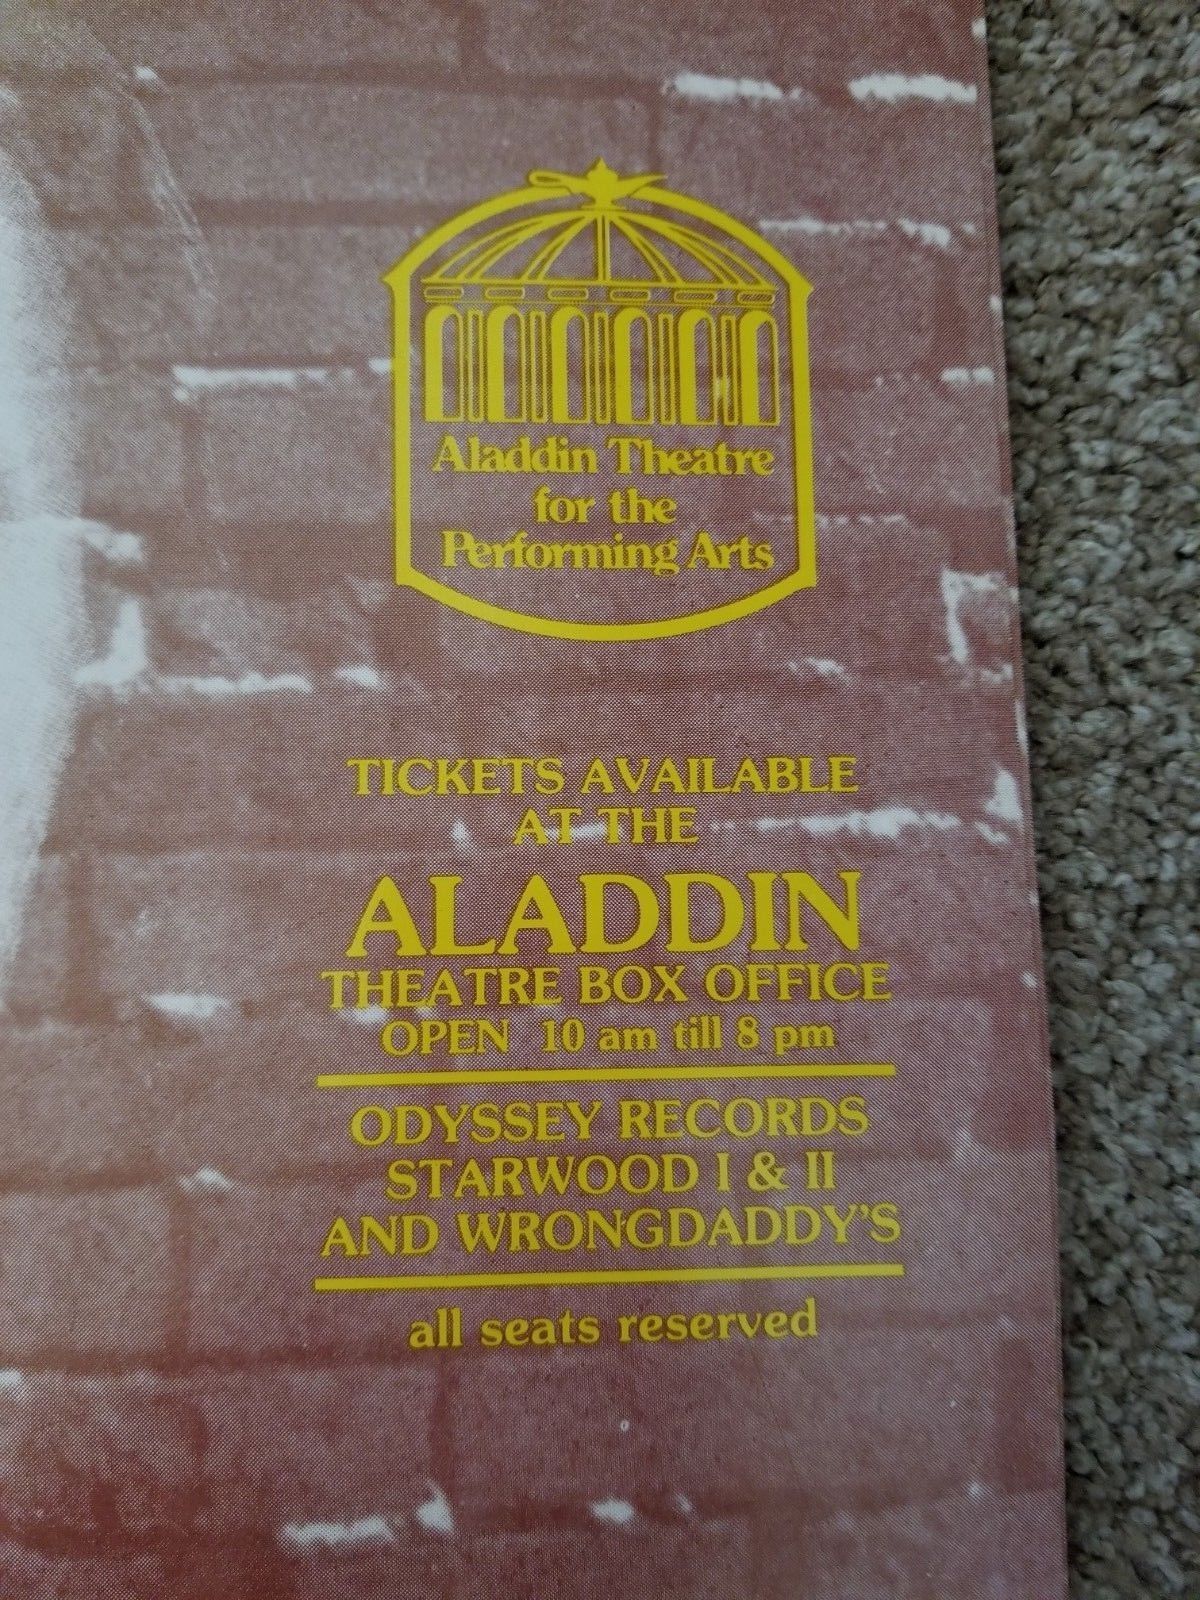 Aladdin Theatre
for the
Performing Arts
TICKETS AVAILABLE
AT THE
ALADDIN
THEATRE BOX OFFICE
OPEN 10 am till 8 pm
ODYSSEY RECORDS
STARWOOD I & II
AND WRONGDADDY'S
all seats reserved